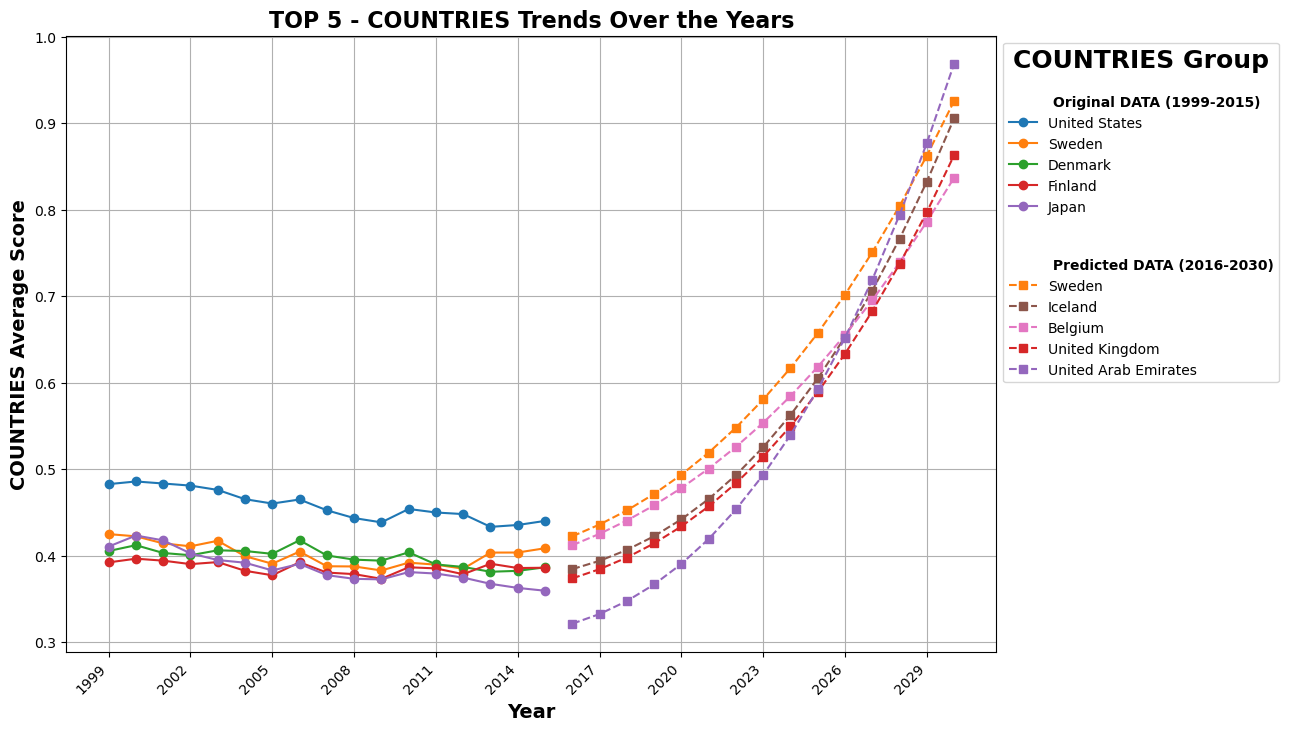 TOP 5 - COUNTRIES Trends Over the Years
COUNTRIES Average Score
1.0
0.9
0.8
0.7
0.6
0.5
0.4
0.3
1999
2002
2005
2008
2011
2014
2017
2020
2023
2026
2029
Year
COUNTRIES Group
Original DATA (1999-2015)
United States
Sweden
Denmark
Finland
Japan
Predicted DATA (2016-2030)
Sweden
Iceland
Belgium
United Kingdom
United Arab Emirates